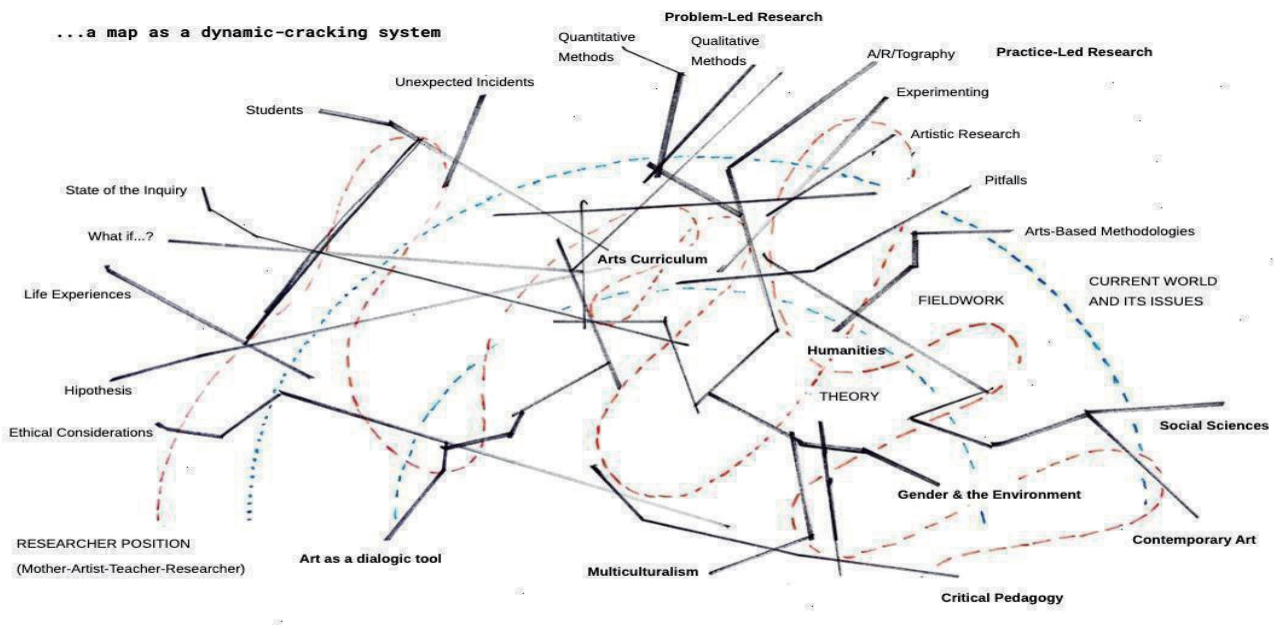 ...a map as a dynamic-cracking system
Problem-Led Research
Quantitative
Methods
Qualitative
Methods
A/R/Tography
Practice-Led Research
Unexpected Incidents
Experimenting
Students
Artistic Research
State of the Inquiry
Pitfalls
What if...?
Arts-Based Methodologies
Arts Curriculum
Life Experiences
CURRENT WORLD
AND ITS ISSUES
FIELDWORK
Humanities
Hipothesis
THEORY
Ethical Considerations
Social Sciences
Gender & the Environment
RESEARCHER POSITION
(Mother-Artist-Teacher-Researcher)
Art as a dialogic tool
Contemporary Art
Multiculturalism
Critical Pedagogy